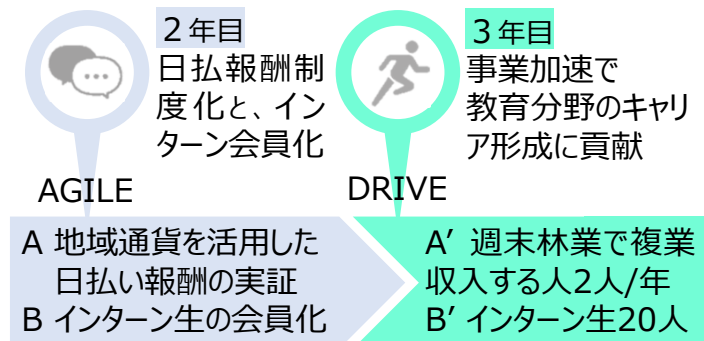 2年目
日払報酬制
度化と、イン
ターン会員化
AGILE
3年目
事業加速で
教育分野のキャリ
ア形成に貢献
DRIVE
A 地域通貨を活用した
日払い報酬の実証
B インターン生の会員化
A′ 週末林業で複業
収入する人2人/年
B′ インターン生20人